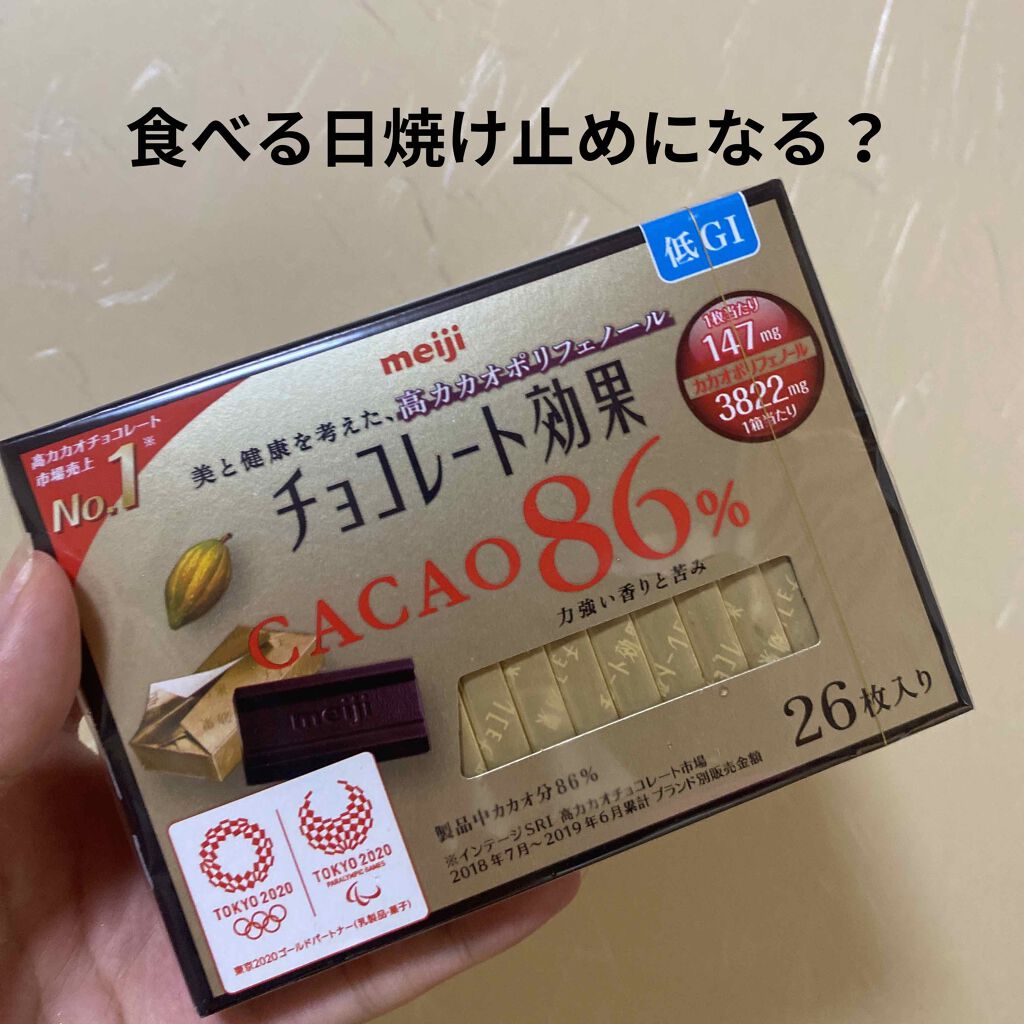 食べる日焼け止めになる？
低GI
meiji
1枚当たり
147mg
カカオポリフェノール
3822mg
1箱当たり
高カカオチョコレート
市場売上
※
No.1
美と健康を考えた、高カカオポリフェノール
チョコレート効果
CACAO86%
力強い香りと苦み
meiji
26枚入り
製品中カカオ分86%
※インテージSRI 高カカオチョコレート市場
2018年7月〜2019年6月累計 ブランド別販売金額
TOKYO 2020
TOKYO 2020
PARALYMPIC GAMES
東京2020ゴールドパートナー(乳製品・菓子)